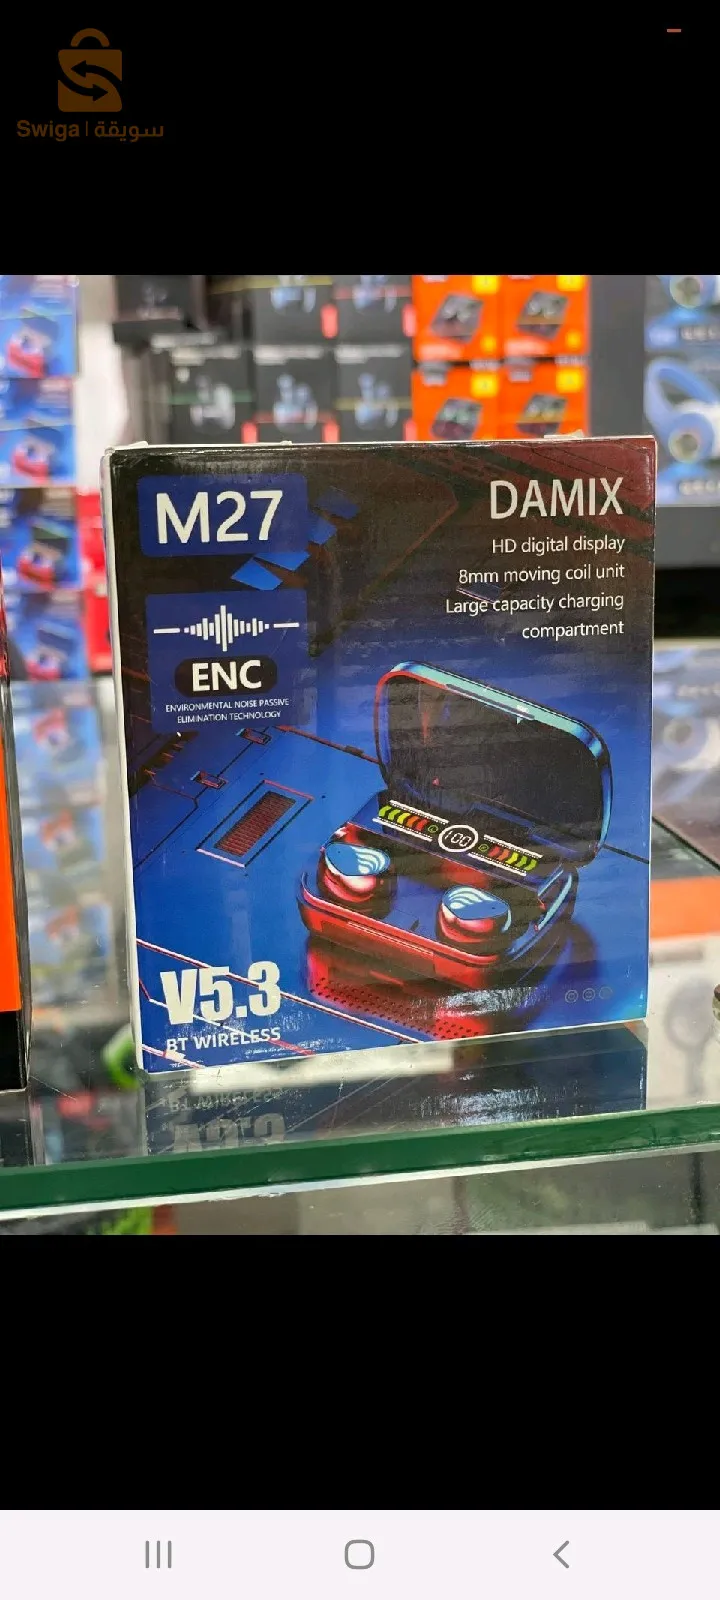 Swiga | سويقة
M27
DAMIX
HD digital display
8mm moving coil unit
Large capacity charging
compartment
ENC
ENVIRONMENTAL NOISE PASSIVE
ELIMINATION TECHNOLOGY
100
V5.3
BT WIRELESS